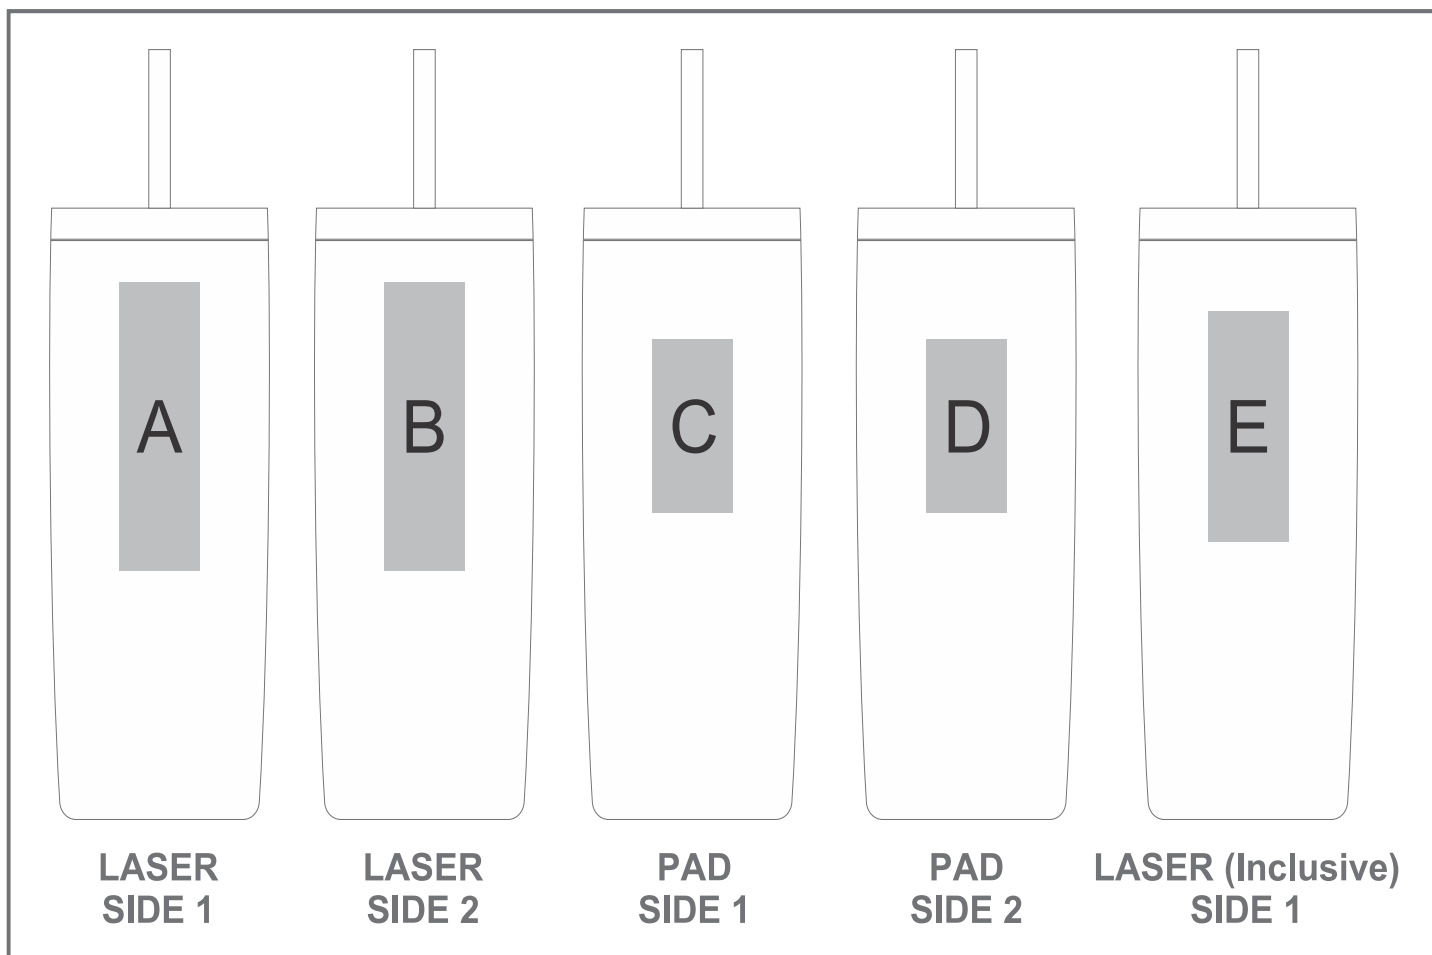 A
B
C
D
E
LASER
SIDE 1
LASER
SIDE 2
PAD
SIDE 1
PAD
SIDE 2
LASER (Inclusive)
SIDE 1